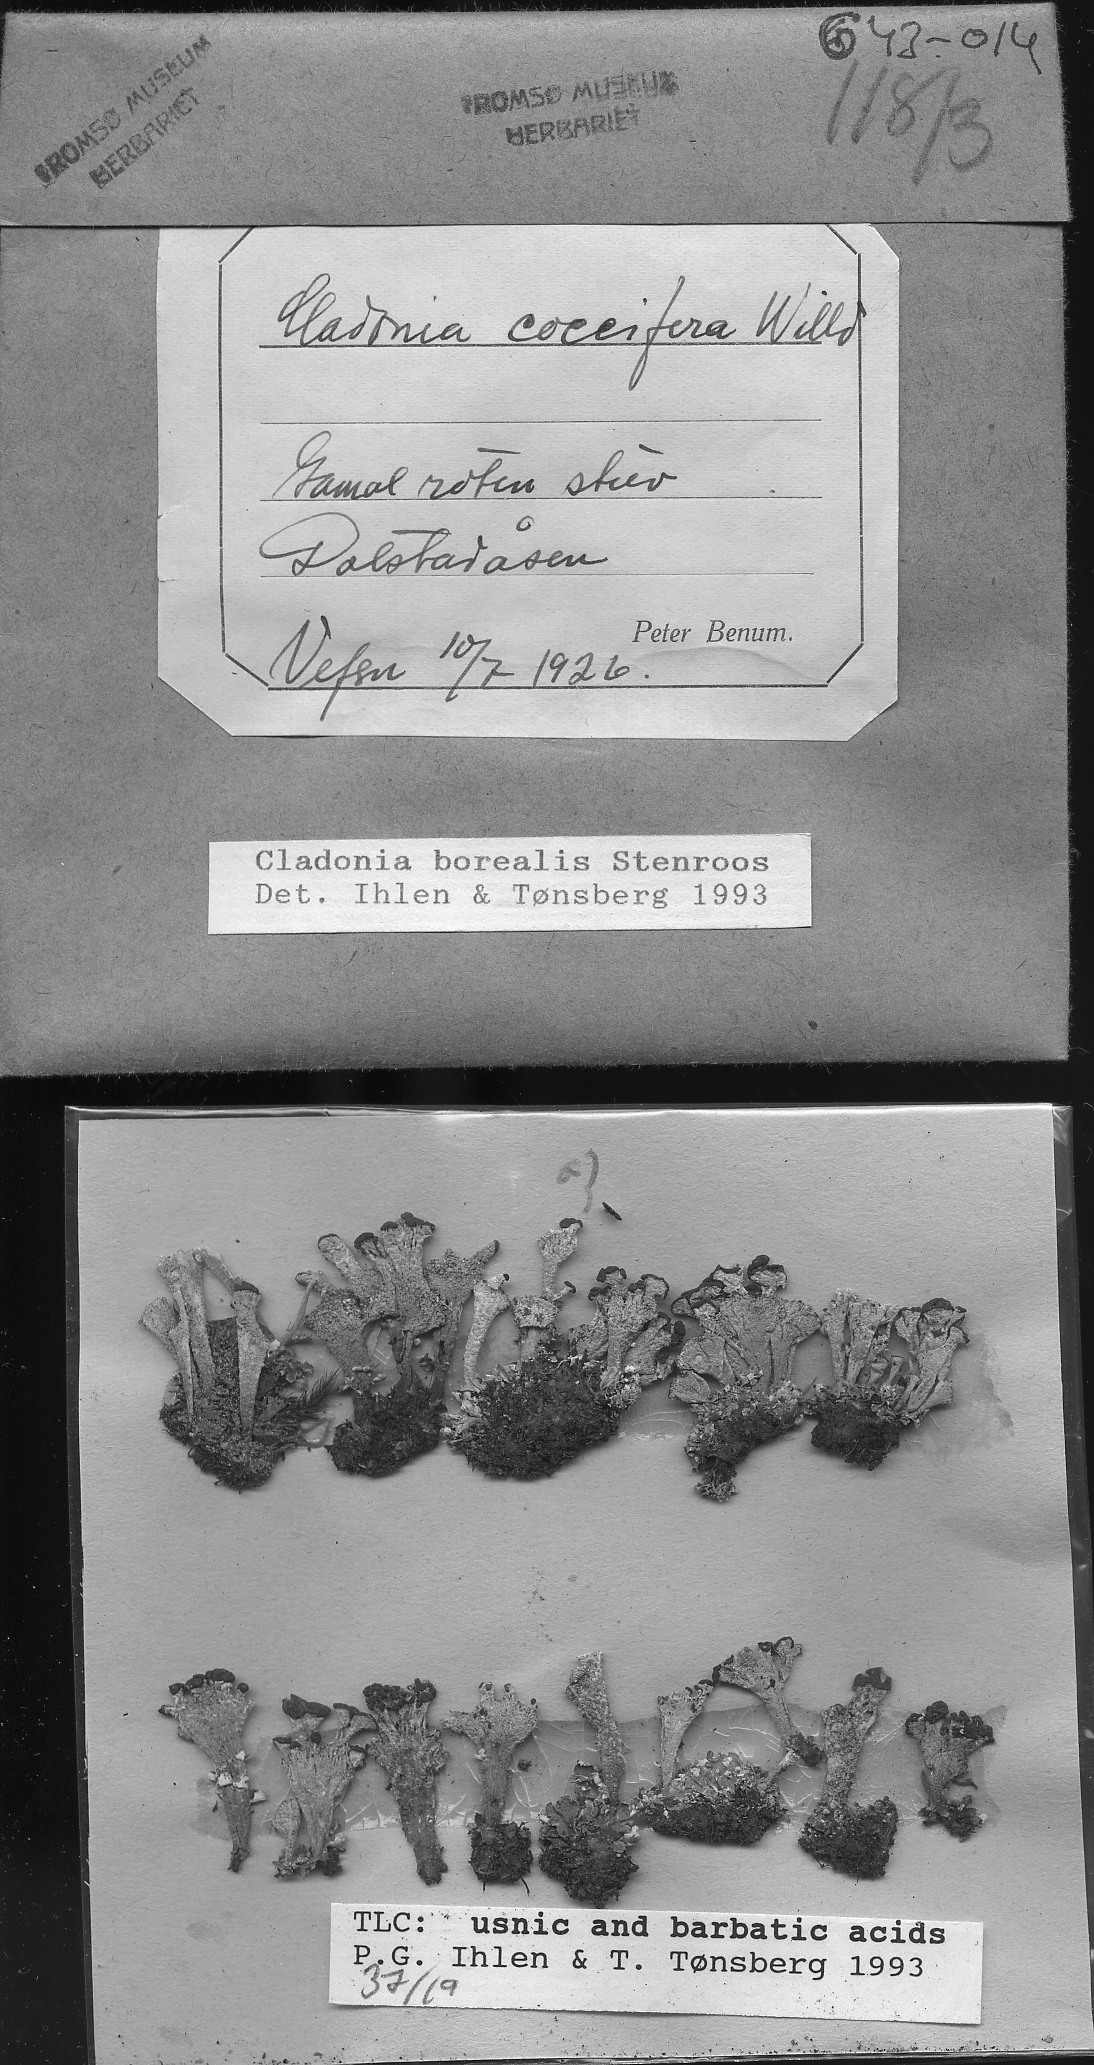 643-014
118/3
TROMSØ MUSEUM
HERBARIET
TROMSØ MUSEUM
HERBARIET
Cladonia coccifera Willd
Gamal roten stuv
Dolstadåsen
Peter Benum.
Vefsn 10/7 1926.
Cladonia borealis Stenroos
Det. Ihlen & Tønsberg 1993
a}
TLC: usnic and barbatic acids
P.G. Ihlen & T. Tønsberg 1993
37/19